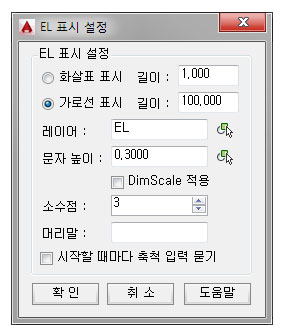 EL 표시 설정
EL 표시 설정
화살표 표시 길이 : 1,000
가로선 표시 길이 : 100,000
레이어 : EL
문자 높이 : 0,3000
DimScale 적용
소수점 : 3
머리말 :
시작할 때마다 축척 입력 묻기
확 인 취 소 도움말